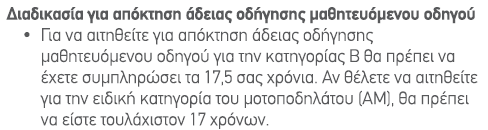 Διαδικασία για απόκτηση άδειας οδήγησης μαθητευόμενου οδηγού
• Για να αιτηθείτε για απόκτηση άδειας οδήγησης
μαθητευόμενου οδηγού για την κατηγορίας Β θα πρέπει να
έχετε συμπληρώσει τα 17,5 σας χρόνια. Αν θέλετε να αιτηθείτε
για την ειδική κατηγορία του μοτοποδηλάτου (ΑΜ), θα πρέπει
να είστε τουλάχιστον 17 χρόνων.